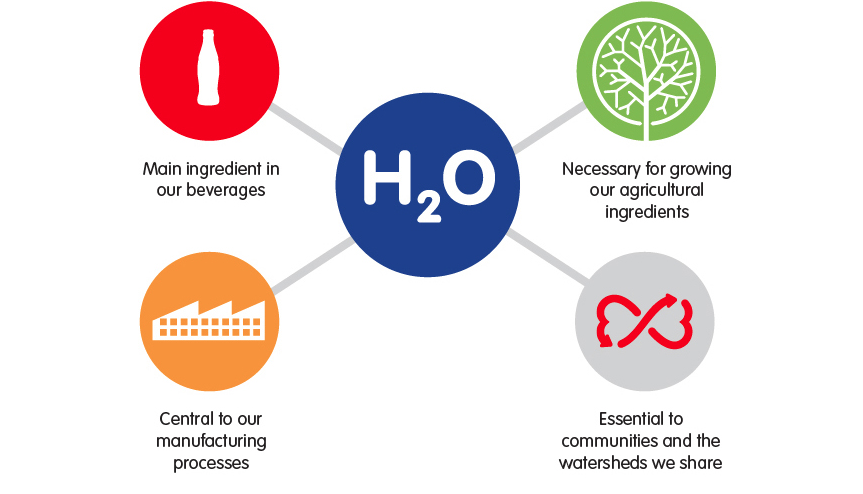 H2O
Main ingredient in
our beverages
Necessary for growing
our agricultural
ingredients
Central to our
manufacturing
processes
Essential to
communities and the
watersheds we share